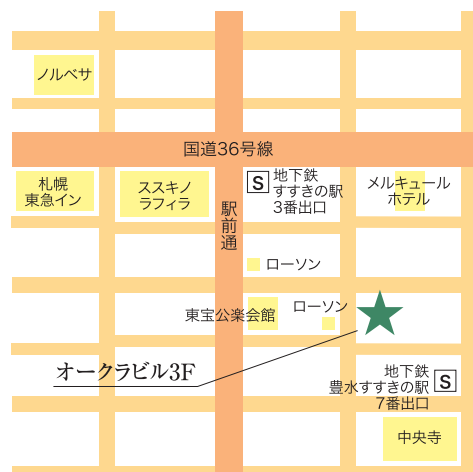 ノルベサ
国道36号線
札幌
東急イン
ススキノ
ラフィラ
駅前通
S
地下鉄
すすきの駅
3番出口
メルキュール
ホテル
ローソン
東宝公楽会館
ローソン
オークラビル3F
地下鉄
豊水すすきの駅
7番出口
S
中央寺